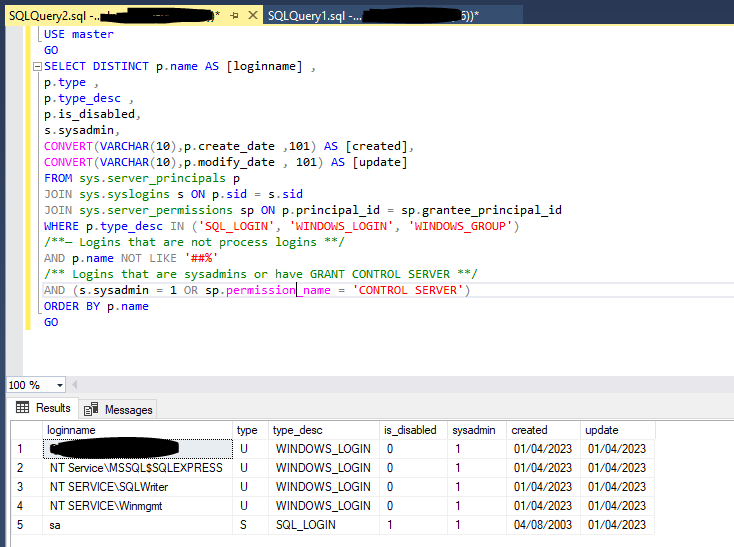 SQLQuery2.sql -...))*
SQLQuery1.sql -...))*
USE master
GO
SELECT DISTINCT p.name AS [loginname] ,
p.type ,
p.type_desc ,
p.is_disabled,
s.sysadmin,
CONVERT(VARCHAR(10),p.create_date ,101) AS [created],
CONVERT(VARCHAR(10),p.modify_date , 101) AS [update]
FROM sys.server_principals p
JOIN sys.syslogins s ON p.sid = s.sid
JOIN sys.server_permissions sp ON p.principal_id = sp.grantee_principal_id
WHERE p.type_desc IN ('SQL_LOGIN', 'WINDOWS_LOGIN', 'WINDOWS_GROUP')
/**– Logins that are not process logins **/
AND p.name NOT LIKE '##%'
/** Logins that are sysadmins or have GRANT CONTROL SERVER **/
AND (s.sysadmin = 1 OR sp.permission_name = 'CONTROL SERVER')
ORDER BY p.name
GO
100 %
Results Messages
loginname type type_desc is_disabled sysadmin created update
1 U WINDOWS_LOGIN 0 1 01/04/2023 01/04/2023
2 NT Service\MSSQL$SQLEXPRESS U WINDOWS_LOGIN 0 1 01/04/2023 01/04/2023
3 NT SERVICE\SQLWriter U WINDOWS_LOGIN 0 1 01/04/2023 01/04/2023
4 NT SERVICE\Winmgmt U WINDOWS_LOGIN 0 1 01/04/2023 01/04/2023
5 sa S SQL_LOGIN 1 1 04/08/2003 01/04/2023